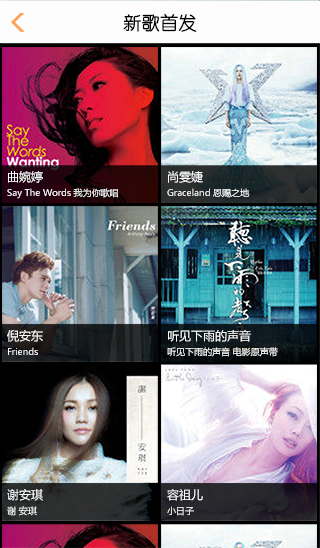 新歌首发
Say
The
Words
Wanting
曲婉婷
Say The Words 我为你歌唱
尚雯婕
Graceland 恩赐之地
Friends
倪安东
Friends
听见下雨的声音
听见下雨的声音 电影原声带
聽見下雨的聲音
謝
安
琪
谢安琪
谢 安琪
容祖儿
小日子